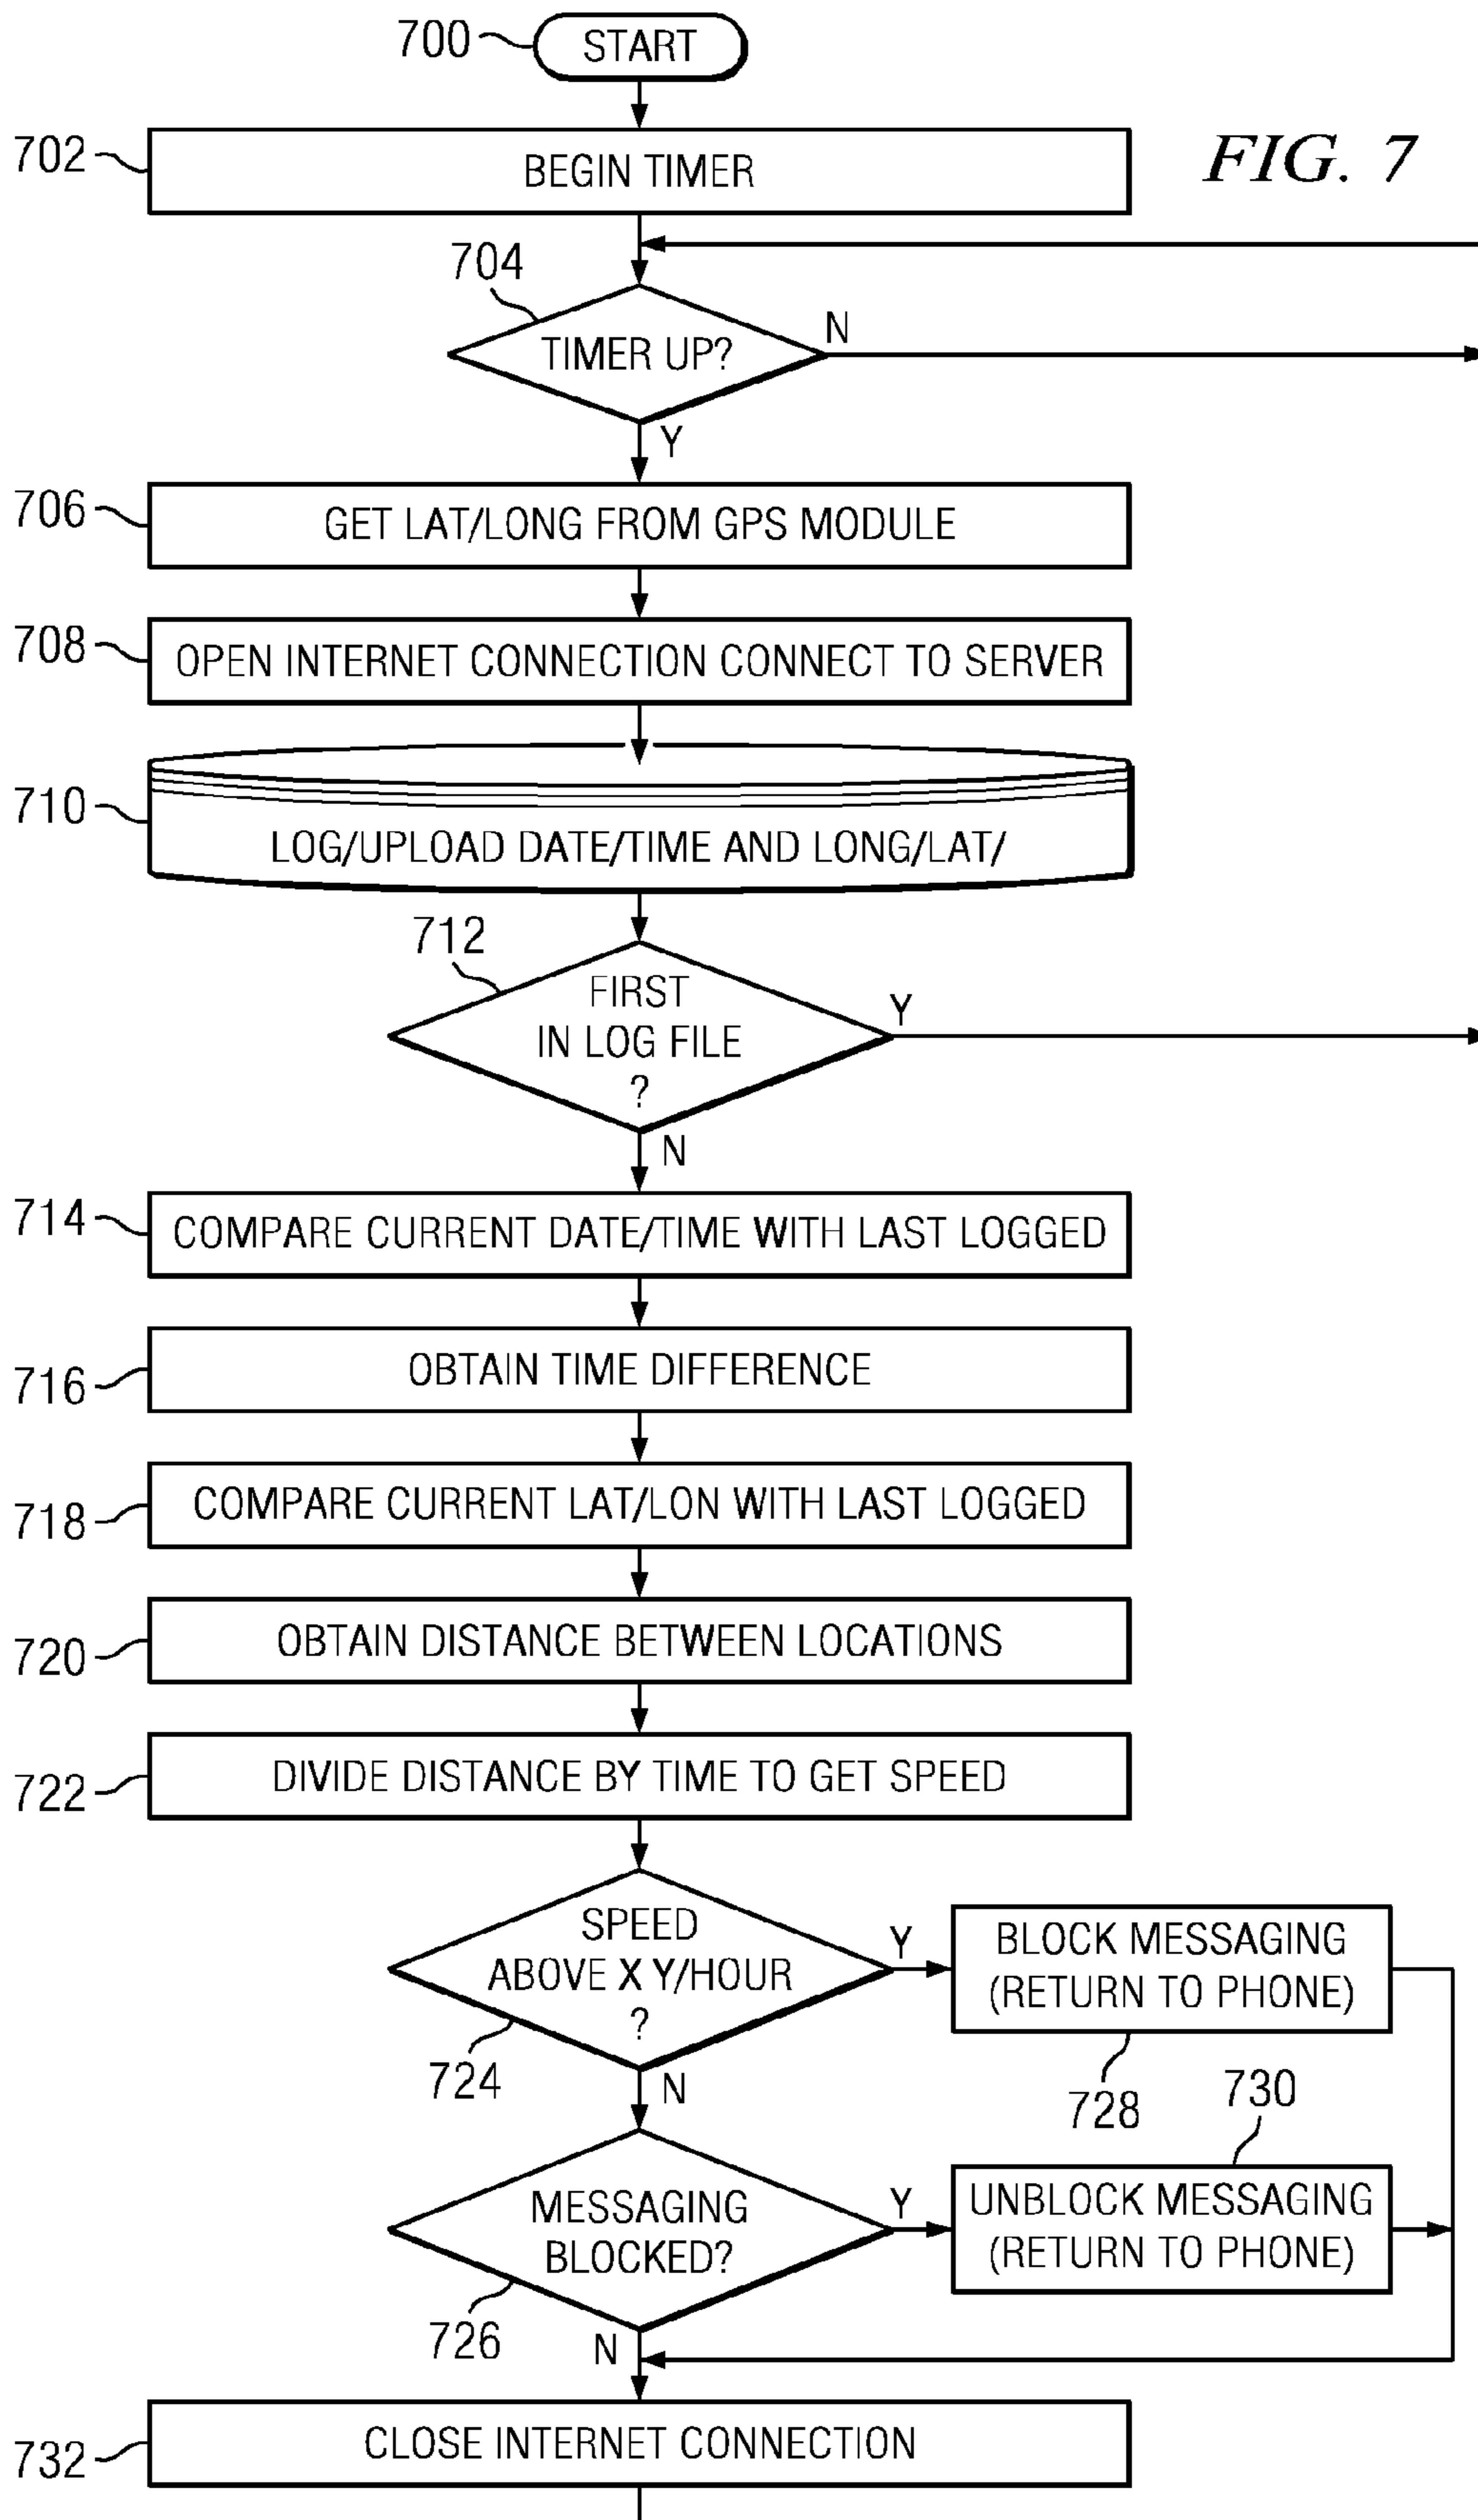 700
START
FIG. 7
702
BEGIN TIMER
704
TIMER UP?
N
Y
706
GET LAT/LONG FROM GPS MODULE
708
OPEN INTERNET CONNECTION CONNECT TO SERVER
710
LOG/UPLOAD DATE/TIME AND LONG/LAT/
712
FIRST
IN LOG FILE
?
Y
N
714
COMPARE CURRENT DATE/TIME WITH LAST LOGGED
716
OBTAIN TIME DIFFERENCE
718
COMPARE CURRENT LAT/LON WITH LAST LOGGED
720
OBTAIN DISTANCE BETWEEN LOCATIONS
722
DIVIDE DISTANCE BY TIME TO GET SPEED
SPEED
ABOVE X Y/HOUR
?
724
Y
N
BLOCK MESSAGING
(RETURN TO PHONE)
728
730
MESSAGING
BLOCKED?
726
Y
N
UNBLOCK MESSAGING
(RETURN TO PHONE)
732
CLOSE INTERNET CONNECTION